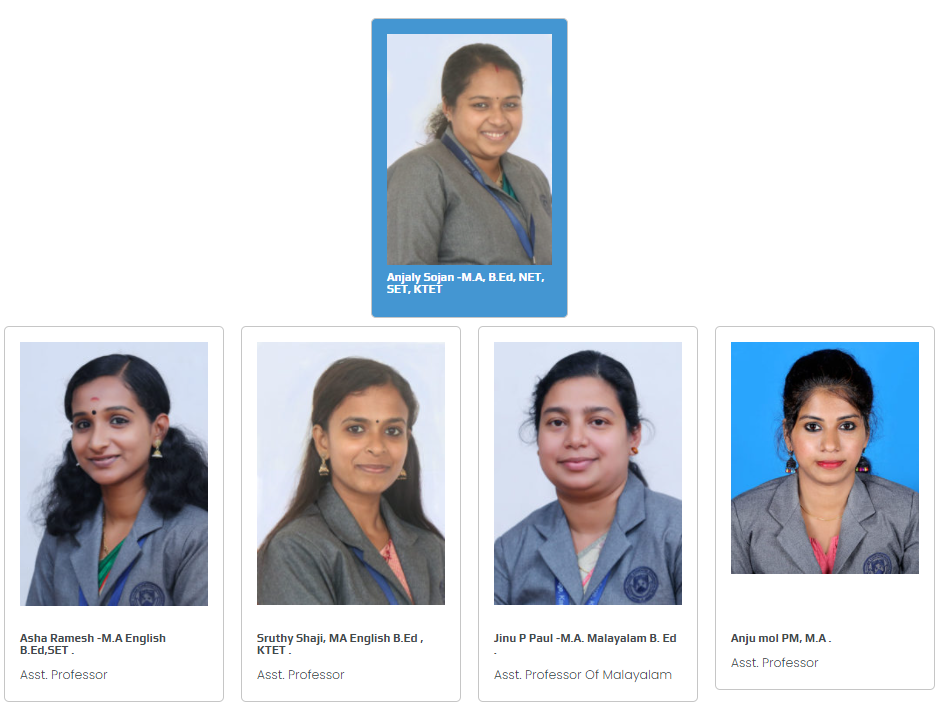 Anjaly Sojan -M.A, B.Ed, NET,
SET, KTET
Asha Ramesh -M.A English
B.Ed,SET .
Asst. Professor
Sruthy Shaji, MA English B.Ed ,
KTET .
Asst. Professor
Jinu P Paul -M.A. Malayalam B. Ed
.
Asst. Professor Of Malayalam
Anju mol PM, M.A .
Asst. Professor